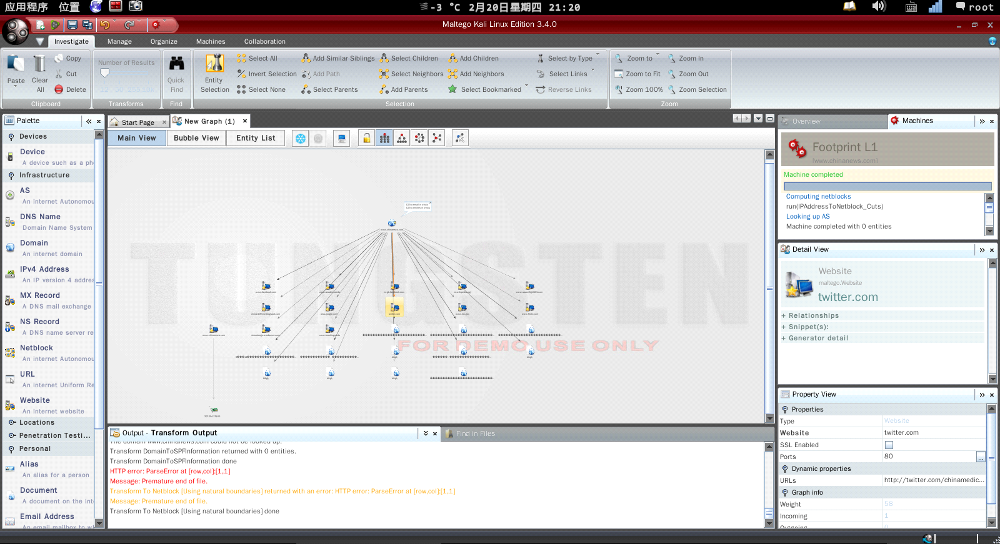 应用程序 位置
-3 °C 2月20日星期四 21:20
root
Maltego Kali Linux Edition 3.4.0
Investigate Manage Organize Machines Collaboration
Paste
Clear All
Copy
Cut
Delete
Clipboard
Number of Results
12 50 255 10k
Transforms
Quick Find
Find
Entity Selection
Select All
Invert Selection
Select None
Add Similar Siblings
Add Path
Select Parents
Select Children
Select Neighbors
Add Parents
Add Children
Add Neighbors
Select Bookmarked
Select by Type
Select Links
Reverse Links
Selection
Zoom to
Zoom to Fit
Zoom 100%
Zoom In
Zoom Out
Zoom Selection
Zoom
Palette
Devices
Device
A device such as a ph
Infrastructure
AS
An internet Autonomou
DNS Name
Domain Name System
Domain
An internet domain
IPv4 Address
An IP version 4 addre
MX Record
A DNS mail exchange
NS Record
A DNS name server re
Netblock
An internet Autonomou
URL
An internet Uniform Re
Website
An internet website
Locations
Penetration Testi...
Personal
Alias
An alias for a person
Document
A document on the int
Email Address
An email mailbox to w
Start Page
New Graph (1)
Main View
Bubble View
Entity List
TUNGSTEN
FOR DEMO USE ONLY
www.chinanews.com
www.facebook.com
plus.google.com
twitter.com
www.chinanews.com
Output - Transform Output
Find in Files
The domain www.chinanews.com could not be looked up.
Transform DomainToSPFInformation returned with 0 entities.
Transform DomainToSPFInformation done
HTTP error: ParseError at [row,col]:[1,1]
Message: Premature end of file.
Transform To Netblock [Using natural boundaries] returned with an error: HTTP error: ParseError at [row,col]:[1,1]
Message: Premature end of file.
Transform To Netblock [Using natural boundaries] done
Overview
Machines
Footprint L1
[www.chinanews.com]
Machine completed
Computing netblocks
run(IPAddressToNetblock_Cuts)
Looking up AS
Machine completed with 0 entities
Detail View
Website
maltego.Website
twitter.com
+ Relationships
+ Snippet(s):
+ Generator detail
Property View
Properties
Type Website
Website twitter.com
SSL Enabled
Ports 80 ...
Dynamic properties
URLs http://twitter.com/chinamedic...
Graph info
Weight 58
Incoming 1
Outgoing 0